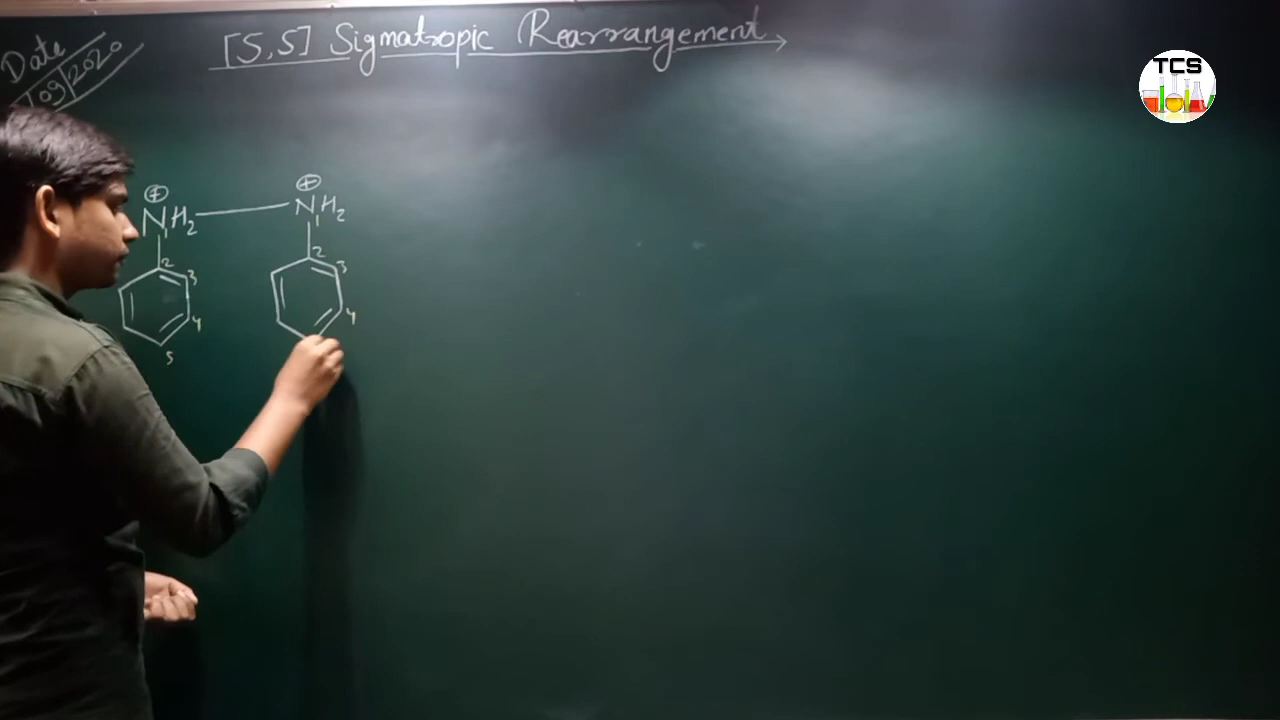 [5,5] Sigmatropic Rearrangement
TCS
Date
09/2020
⊕ ⊕
NH2 NH2
1 1
2 2
3 3
4 4
5